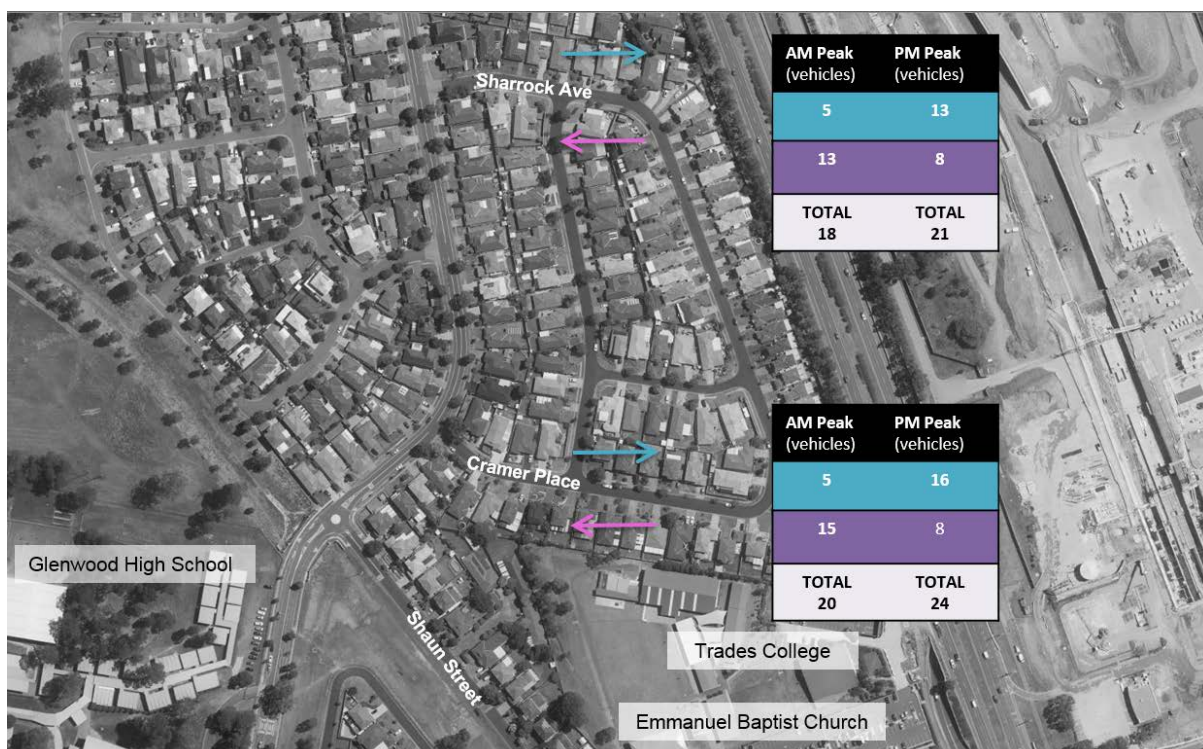 Sharrock Ave
AM Peak PM Peak
(vehicles) (vehicles)
5 13
13 8
TOTAL TOTAL
18 21
Cramer Place
AM Peak PM Peak
(vehicles) (vehicles)
5 16
15 8
TOTAL TOTAL
20 24
Glenwood High School
Shaun Street
Trades College
Emmanuel Baptist Church